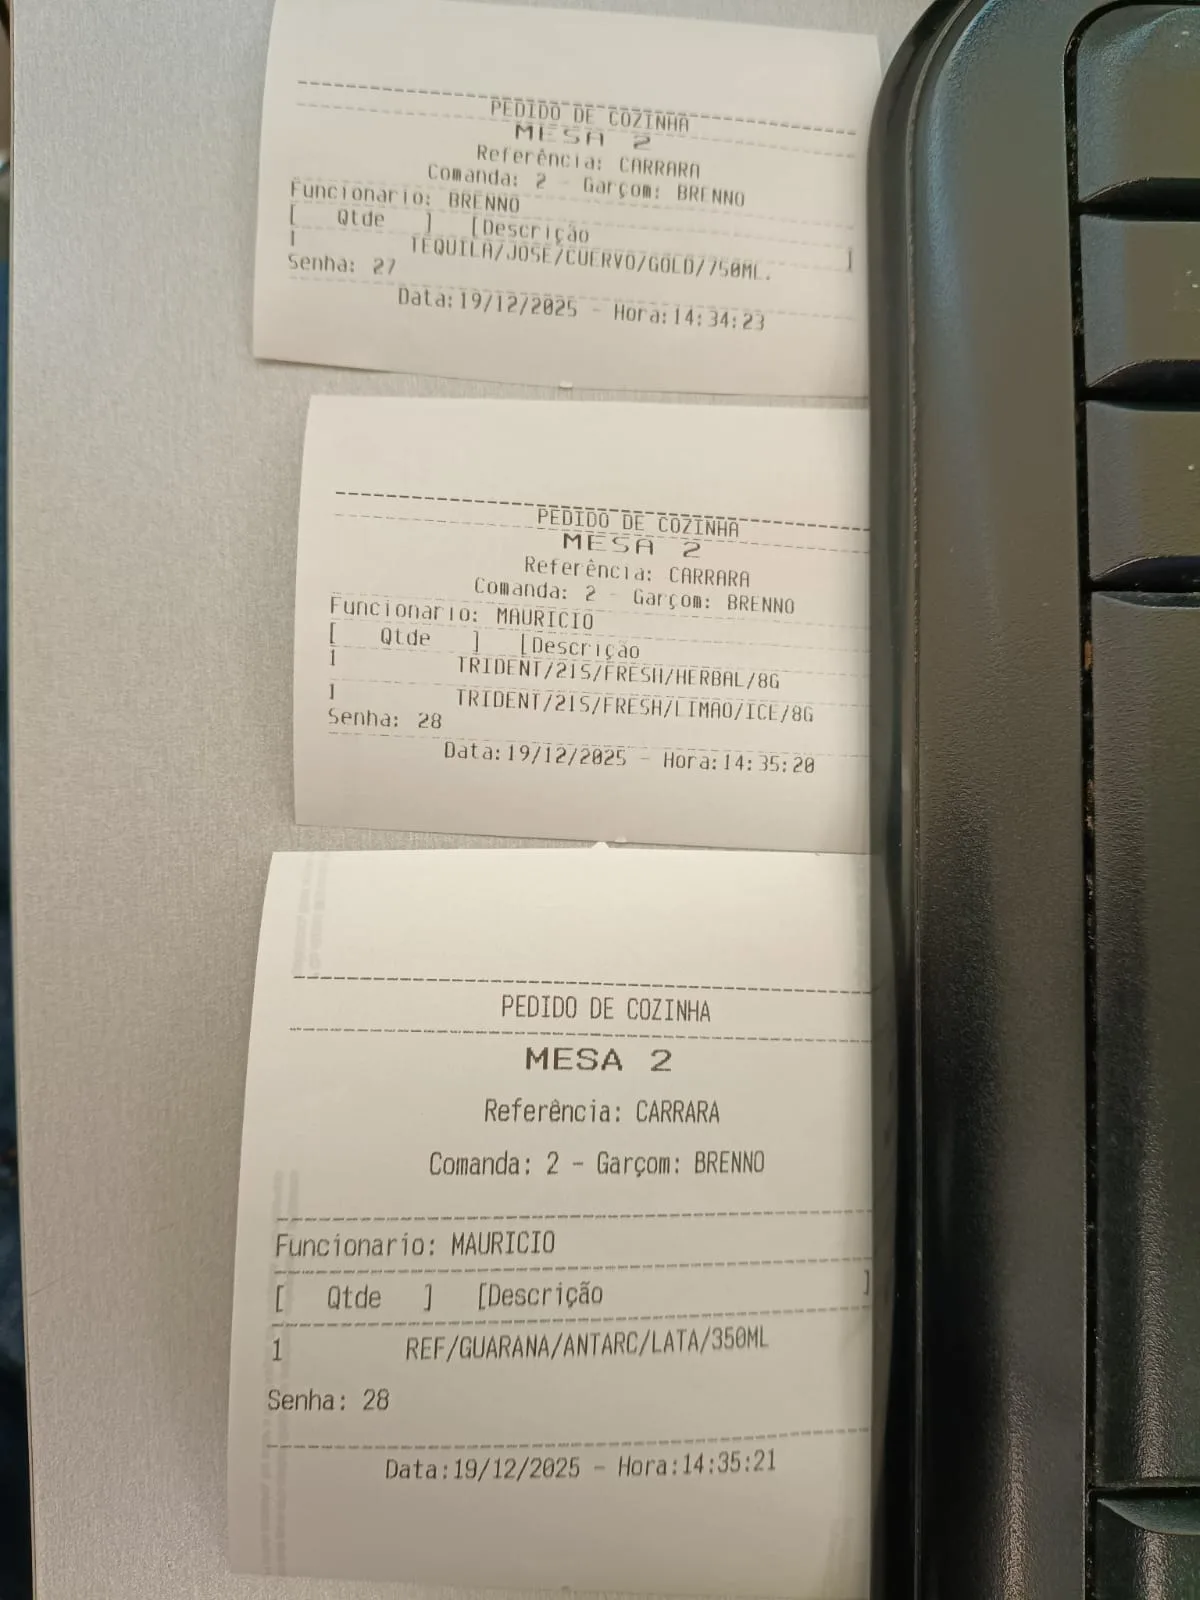 PEDIDO DE COZINHA
MESA 2
Referência: CARRARA
Comanda: 2 - Garçom: BRENNO
Funcionario: BRENNO
[ Qtde ] [Descrição ]
1 TEQUILA/JOSE/CUERVO/GOLD/750ML.
Senha: 27
Data:19/12/2025 - Hora:14:34:23
PEDIDO DE COZINHA
MESA 2
Referência: CARRARA
Comanda: 2 - Garçom: BRENNO
Funcionario: MAURICIO
[ Qtde ] [Descrição
1 TRIDENT/21S/FRESH/HERBAL/8G
1 TRIDENT/21S/FRESH/LIMAO/ICE/8G
Senha: 28
Data:19/12/2025 - Hora:14:35:20
PEDIDO DE COZINHA
MESA 2
Referência: CARRARA
Comanda: 2 - Garçom: BRENNO
Funcionario: MAURICIO
[ Qtde ] [Descrição ]
1 REF/GUARANA/ANTARC/LATA/350ML
Senha: 28
Data:19/12/2025 - Hora:14:35:21